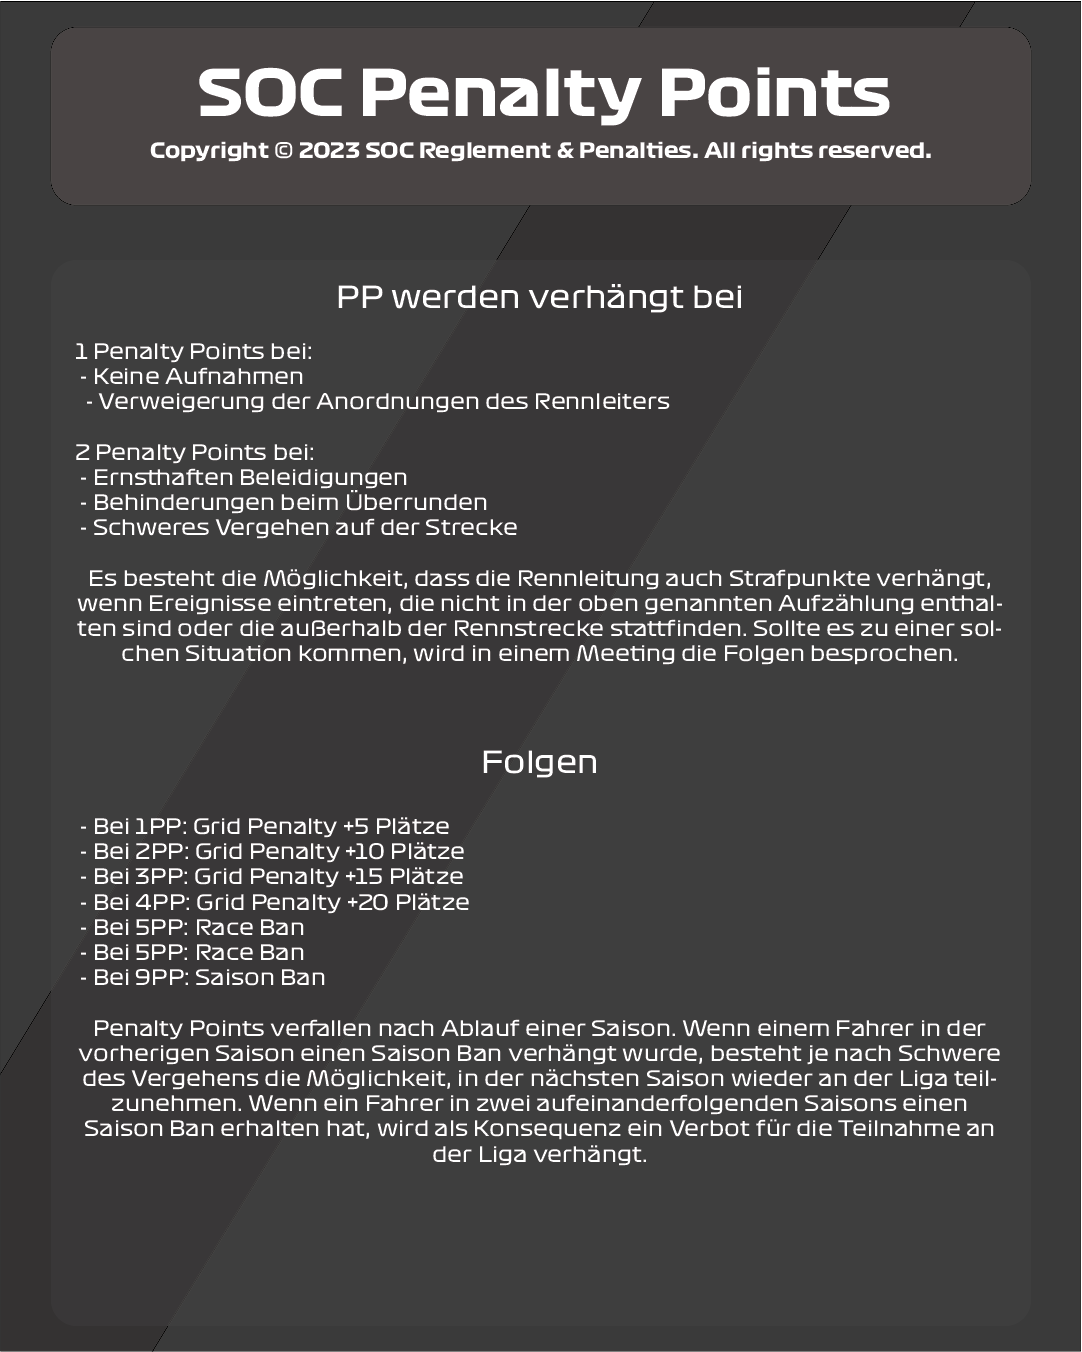 SOC Penalty Points
Copyright © 2023 SOC Reglement & Penalties. All rights reserved.
PP werden verhängt bei
1 Penalty Points bei:
- Keine Aufnahmen
- Verweigerung der Anordnungen des Rennleiters
2 Penalty Points bei:
- Ernsthaften Beleidigungen
- Behinderungen beim Überrunden
- Schweres Vergehen auf der Strecke
Es besteht die Möglichkeit, dass die Rennleitung auch Strafpunkte verhängt,
wenn Ereignisse eintreten, die nicht in der oben genannten Aufzählung enthal-
ten sind oder die außerhalb der Rennstrecke stattfinden. Sollte es zu einer sol-
chen Situation kommen, wird in einem Meeting die Folgen besprochen.
Folgen
- Bei 1PP: Grid Penalty +5 Plätze
- Bei 2PP: Grid Penalty +10 Plätze
- Bei 3PP: Grid Penalty +15 Plätze
- Bei 4PP: Grid Penalty +20 Plätze
- Bei 5PP: Race Ban
- Bei 5PP: Race Ban
- Bei 9PP: Saison Ban
Penalty Points verfallen nach Ablauf einer Saison. Wenn einem Fahrer in der
vorherigen Saison einen Saison Ban verhängt wurde, besteht je nach Schwere
des Vergehens die Möglichkeit, in der nächsten Saison wieder an der Liga teil-
zunehmen. Wenn ein Fahrer in zwei aufeinanderfolgenden Saisons einen
Saison Ban erhalten hat, wird als Konsequenz ein Verbot für die Teilnahme an
der Liga verhängt.